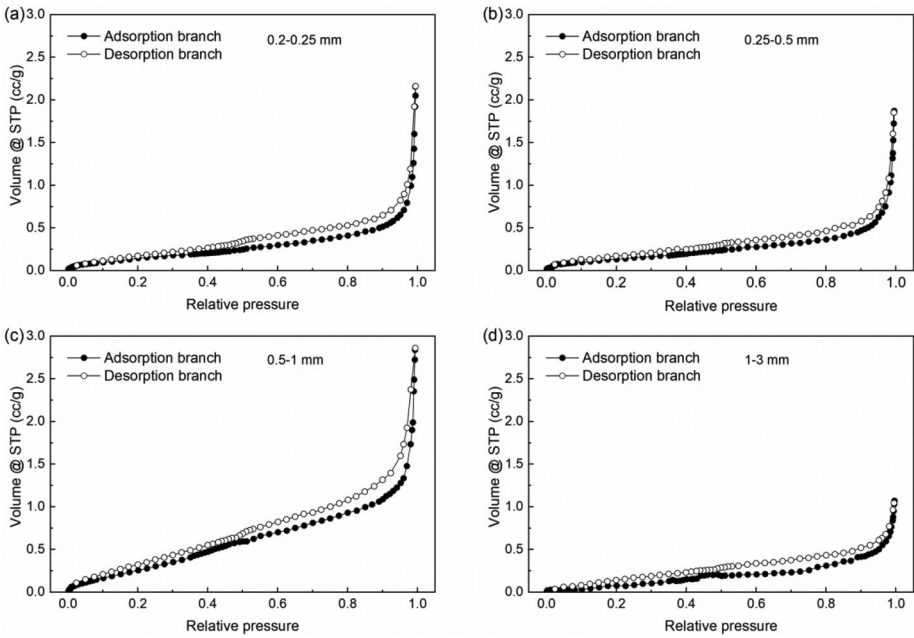 (a)
3.0
2.5
2.0
1.5
1.0
0.5
0.0
Volume @ STP (cc/g)
Adsorption branch
Desorption branch
0.2-0.25 mm
0.0 0.2 0.4 0.6 0.8 1.0
Relative pressure
(b)
3.0
2.5
2.0
1.5
1.0
0.5
0.0
Volume @ STP (cc/g)
Adsorption branch
Desorption branch
0.25-0.5 mm
0.0 0.2 0.4 0.6 0.8 1.0
Relative pressure
(c)
3.0
2.5
2.0
1.5
1.0
0.5
0.0
Volume @ STP (cc/g)
Adsorption branch
Desorption branch
0.5-1 mm
0.0 0.2 0.4 0.6 0.8 1.0
Relative pressure
(d)
3.0
2.5
2.0
1.5
1.0
0.5
0.0
Volume @ STP (cc/g)
Adsorption branch
Desorption branch
1-3 mm
0.0 0.2 0.4 0.6 0.8 1.0
Relative pressure